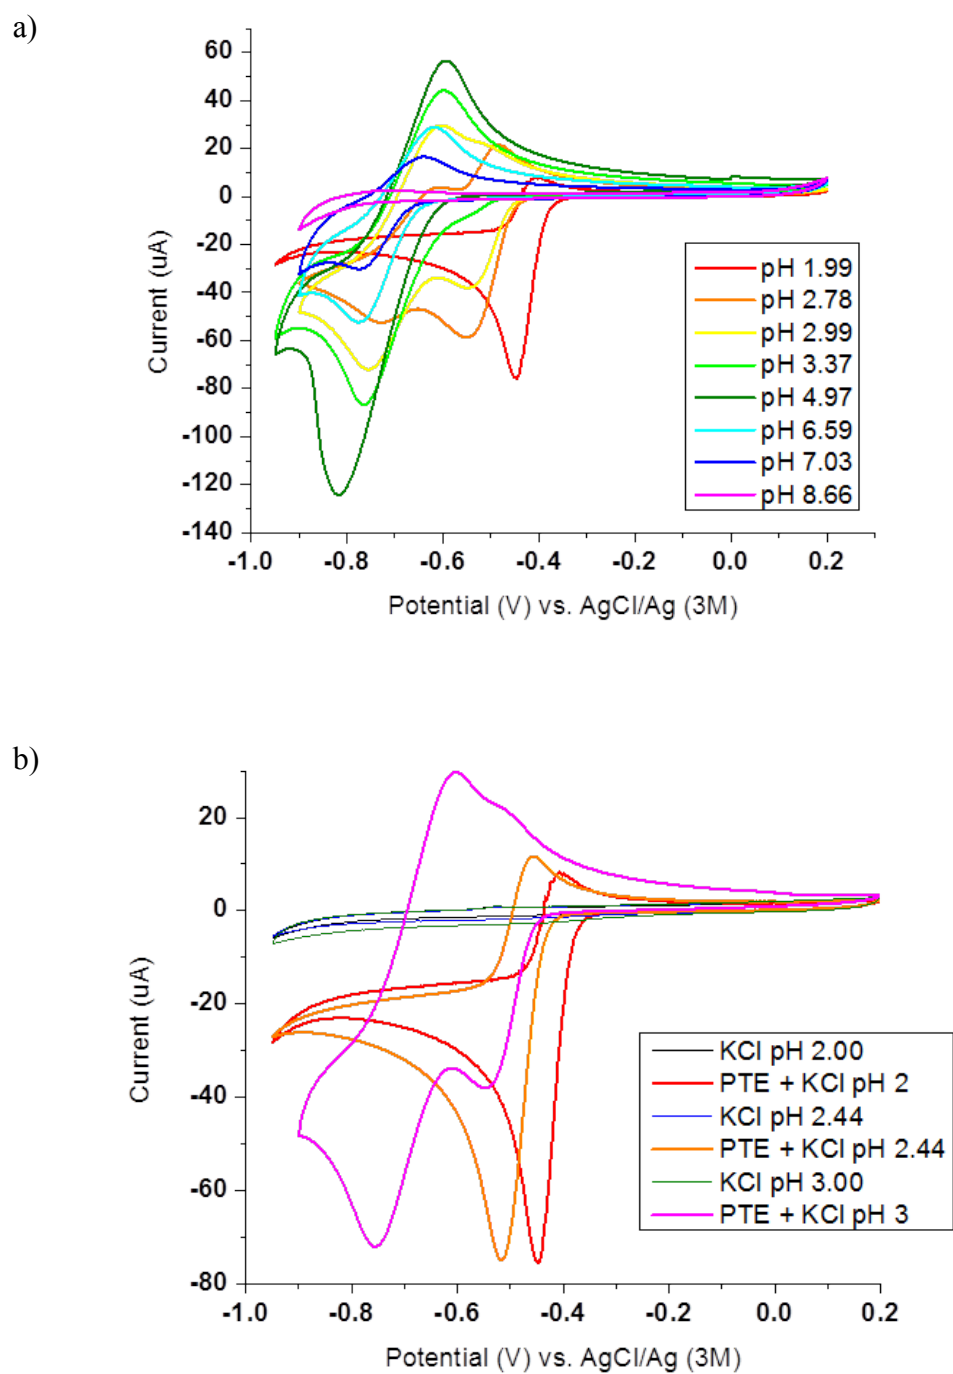 a)
60
40
20
0
-20
-40
-60
-80
-100
-120
-140
Current (uA)
pH 1.99
pH 2.78
pH 2.99
pH 3.37
pH 4.97
pH 6.59
pH 7.03
pH 8.66
-1.0 -0.8 -0.6 -0.4 -0.2 0.0 0.2
Potential (V) vs. AgCl/Ag (3M)
b)
20
0
-20
-40
-60
-80
Current (uA)
KCl pH 2.00
PTE + KCl pH 2
KCl pH 2.44
PTE + KCl pH 2.44
KCl pH 3.00
PTE + KCl pH 3
-1.0 -0.8 -0.6 -0.4 -0.2 0.0 0.2
Potential (V) vs. AgCl/Ag (3M)